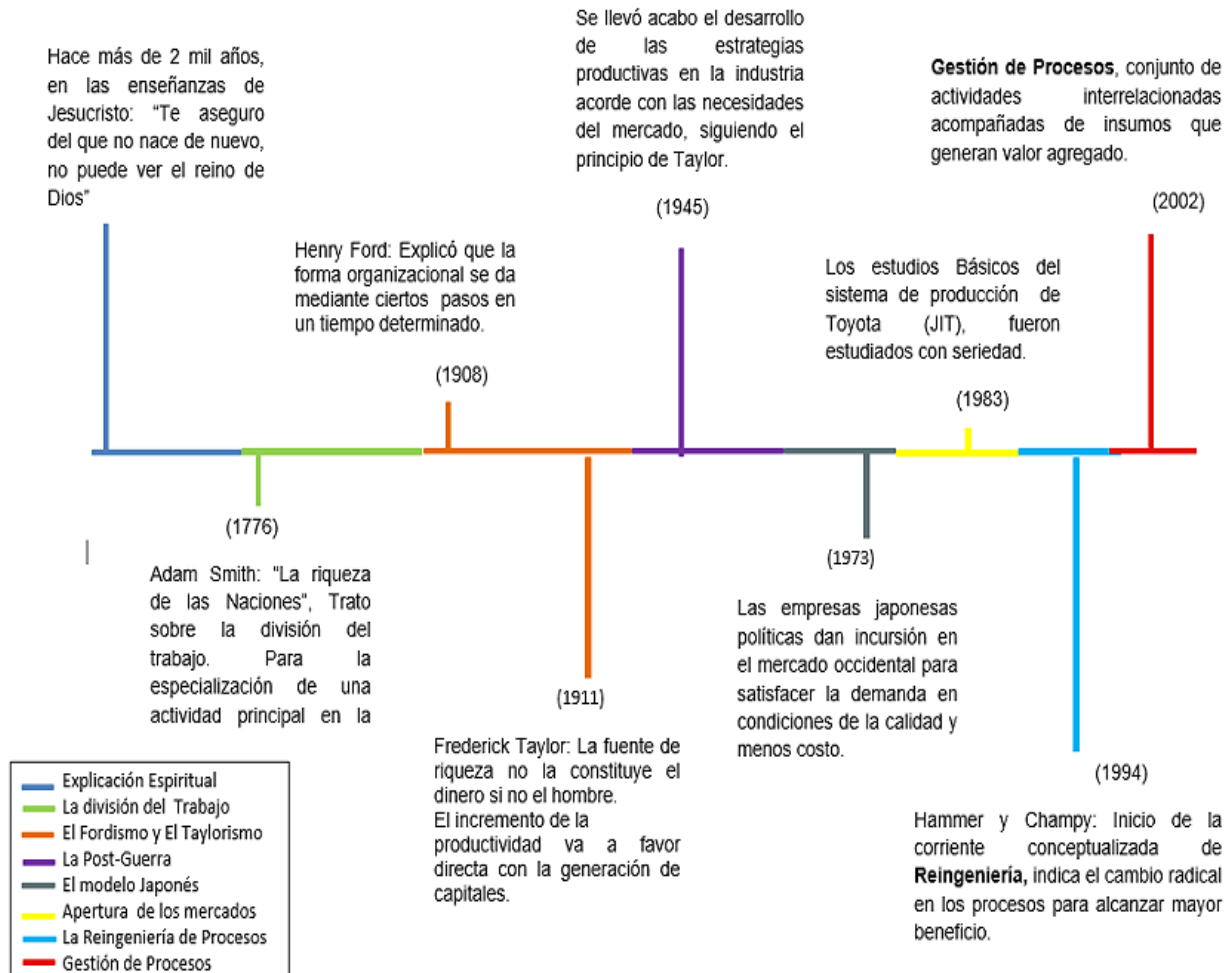 Hace más de 2 mil años,
en las enseñanzas de
Jesucristo: “Te aseguro
del que no nace de nuevo,
no puede ver el reino de
Dios”
(1776)
Adam Smith: “La riqueza
de las Naciones”, Trato
sobre la división del
trabajo. Para la
especialización de una
actividad principal en la
Henry Ford: Explicó que la
forma organizacional se da
mediante ciertos pasos en
un tiempo determinado.
(1908)
(1911)
Frederick Taylor: La fuente de
riqueza no la constituye el
dinero si no el hombre.
El incremento de la
productividad va a favor
directa con la generación de
capitales.
Se llevó acabo el desarrollo
de las estrategias
productivas en la industria
acorde con las necesidades
del mercado, siguiendo el
principio de Taylor.
(1945)
(1973)
Las empresas japonesas
políticas dan incursión en
el mercado occidental para
satisfacer la demanda en
condiciones de la calidad y
menos costo.
Los estudios Básicos del
sistema de producción de
Toyota (JIT), fueron
estudiados con seriedad.
(1983)
(1994)
Hammer y Champy: Inicio de la
corriente conceptualizada de
Reingeniería, indica el cambio radical
en los procesos para alcanzar mayor
beneficio.
Gestión de Procesos, conjunto de
actividades interrelacionadas
acompañadas de insumos que
generan valor agregado.
(2002)
Explicación Espiritual
La división del Trabajo
El Fordismo y El Taylorismo
La Post-Guerra
El modelo Japonés
Apertura de los mercados
La Reingeniería de Procesos
Gestión de Procesos